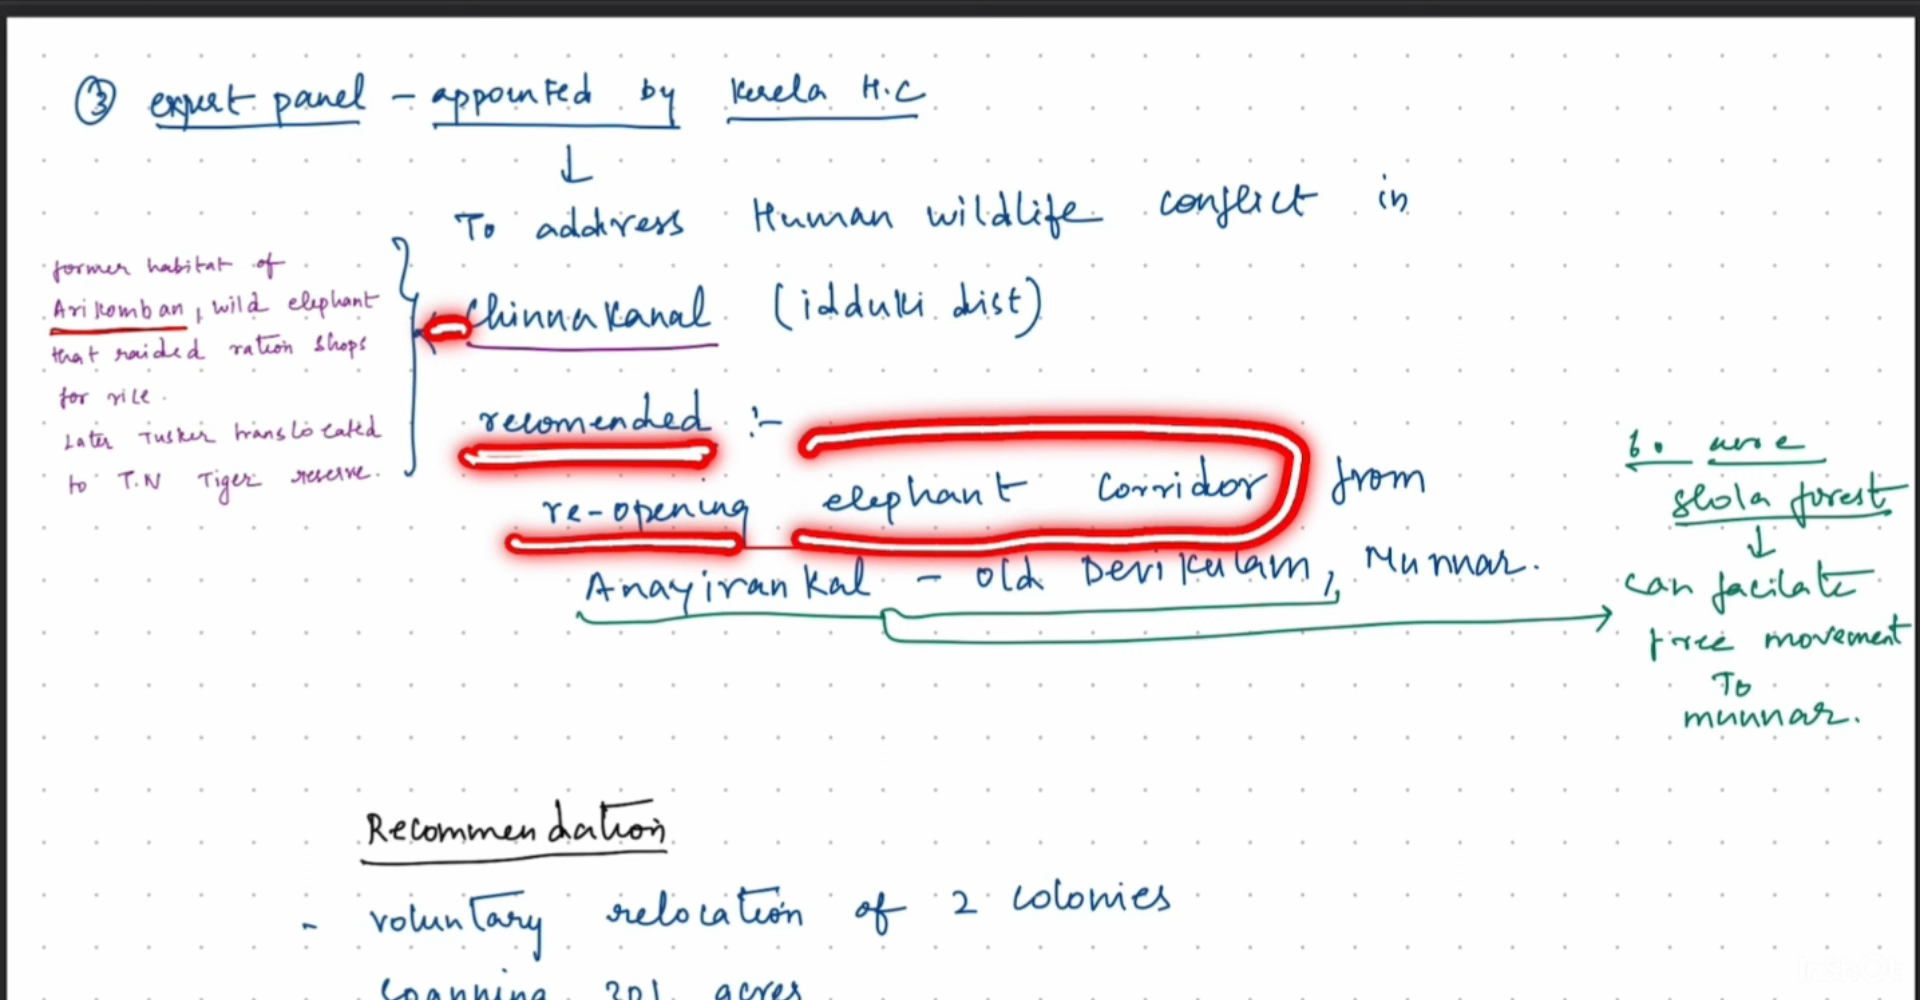 ③ expert panel - appointed by Kerela H.C
↓
To address Human wildlife conflict in
Chinnakanal (idduki dist)
former habitat of
Arikomban, wild elephant
that raided ration shops
for rice.
Later Tusker translocated
to T.N Tiger reserve.
recomended :-
re-opening elephant corridor from
Anayirankal - old Devikulam, Munnar.
shola forest
↓
can facilate
free movement
To
munnar.
Recommendation
- voluntary relocation of 2 colonies
spanning 301 acres